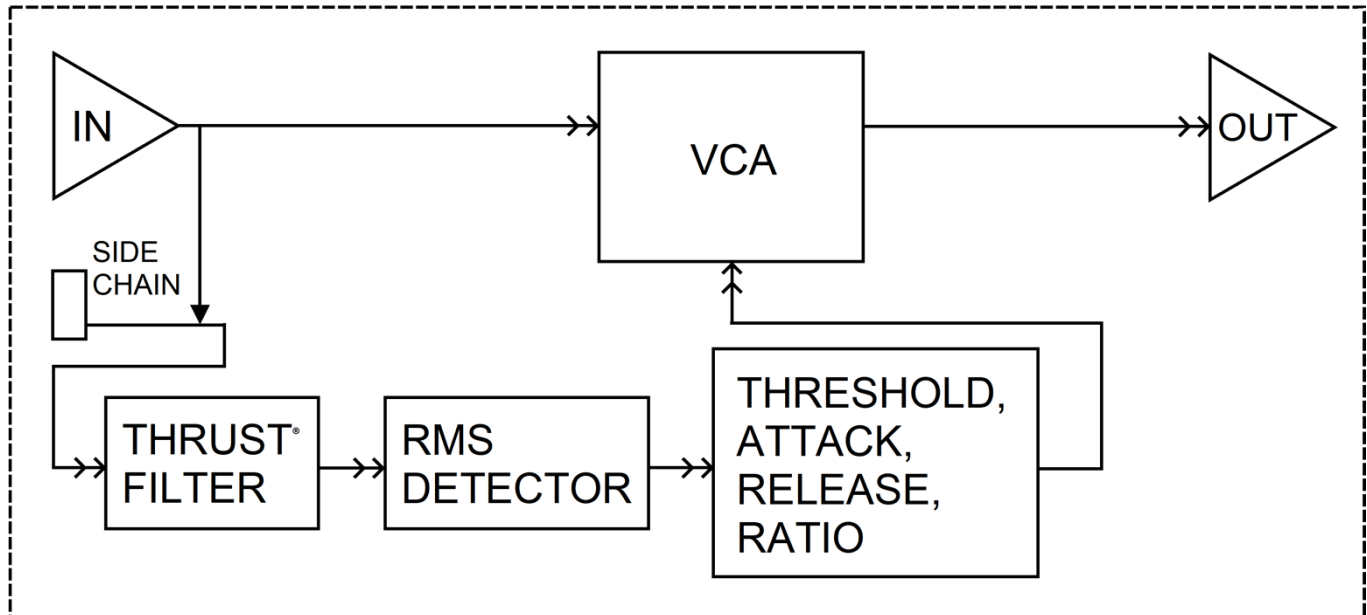 IN
VCA
OUT
SIDE
CHAIN
THRUST®
FILTER
RMS
DETECTOR
THRESHOLD,
ATTACK,
RELEASE,
RATIO